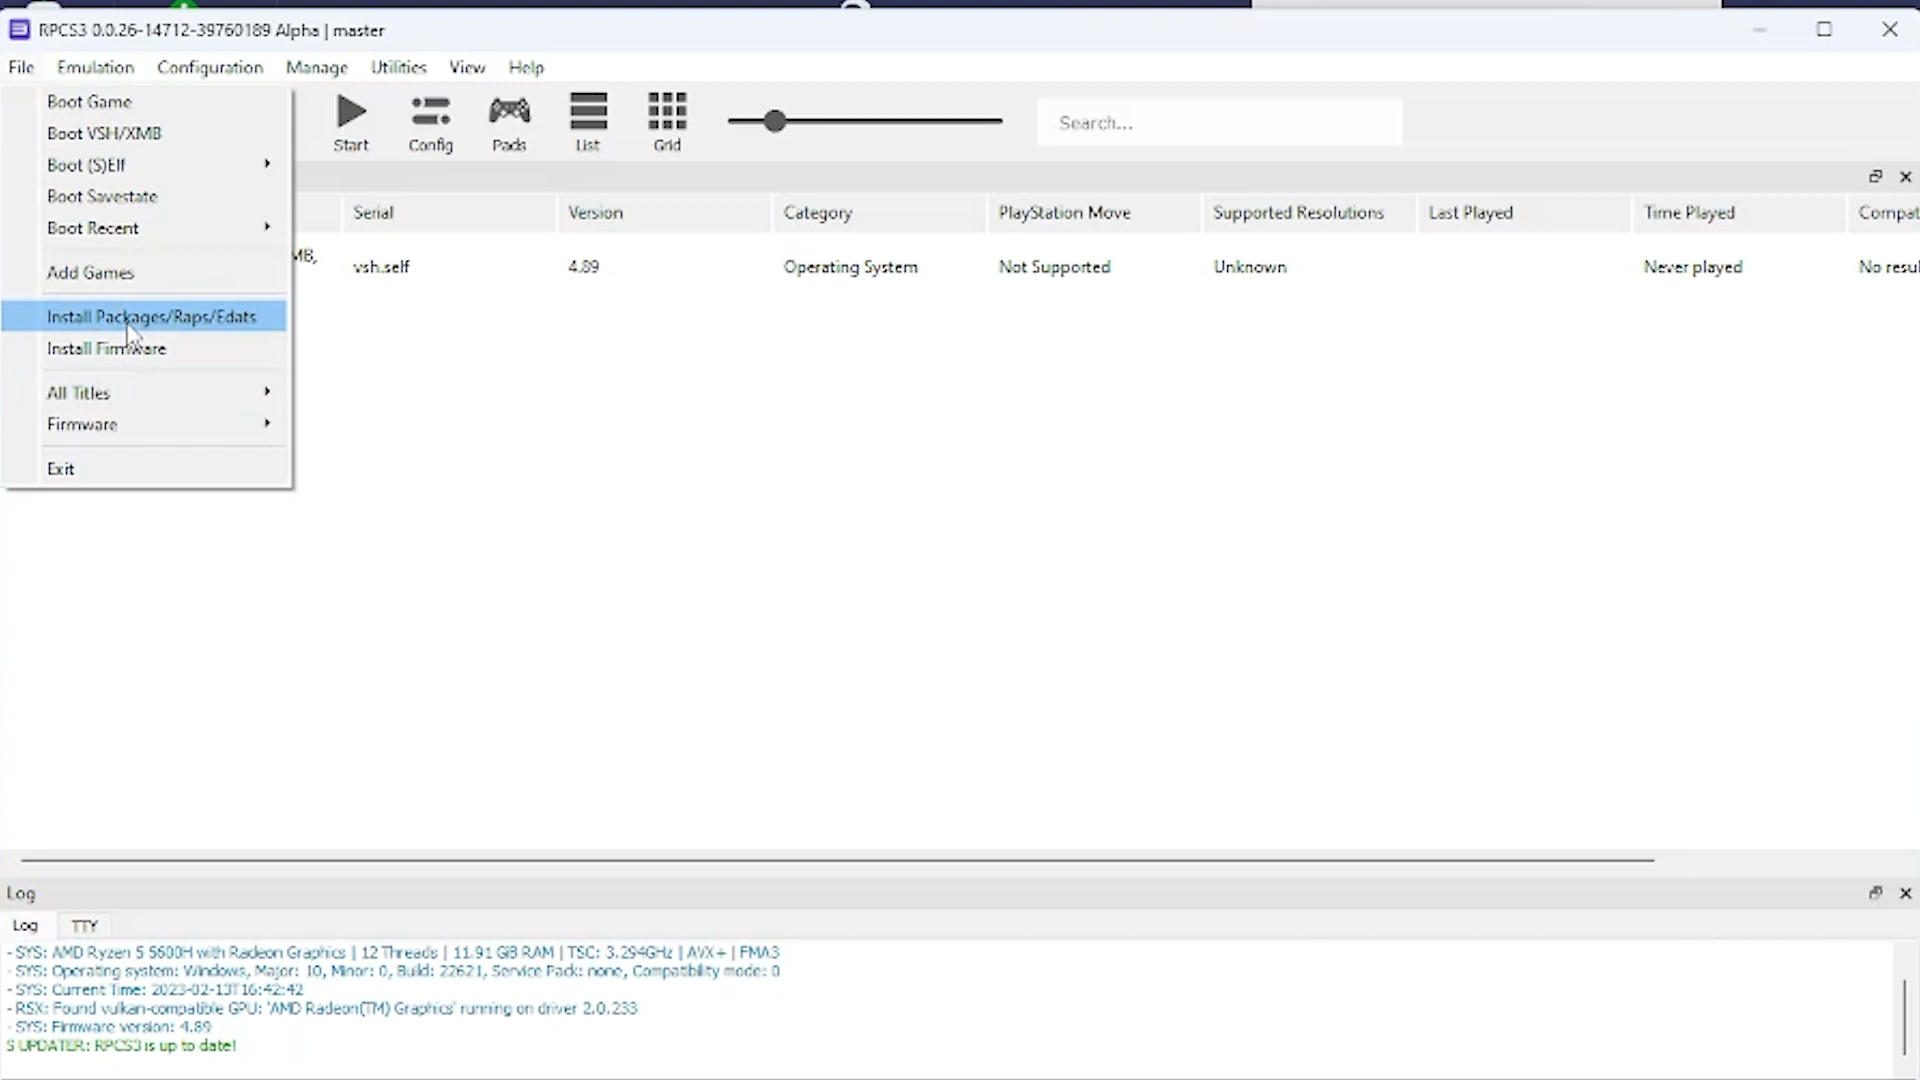 RPCS3 0.0.26-14712-39760189 Alpha | master
File Emulation Configuration Manage Utilities View Help
Boot Game
Boot VSH/XMB
Boot (S)Elf
Boot Savestate
Boot Recent
Add Games
Install Packages/Raps/Edats
Install Firmware
All Titles
Firmware
Exit
Start Config Pads List Grid Search...
Serial Version Category PlayStation Move Supported Resolutions Last Played Time Played Compat
MB,
vsh.self 4.89 Operating System Not Supported Unknown Never played No resul
Log
Log TTY
- SYS: AMD Ryzen 5 5600H with Radeon Graphics | 12 Threads | 11.91 GiB RAM | TSC: 3.294GHz | AVX+ | FMA3
- SYS: Operating system: Windows, Major: 10, Minor: 0, Build: 22621, Service Pack: none, Compatibility mode: 0
- SYS: Current Time: 2023-02-13T16:42:42
- RSX: Found vulkan-compatible GPU: 'AMD Radeon(TM) Graphics' running on driver 2.0.233
- SYS: Firmware version: 4.89
S UPDATER: RPCS3 is up to date!